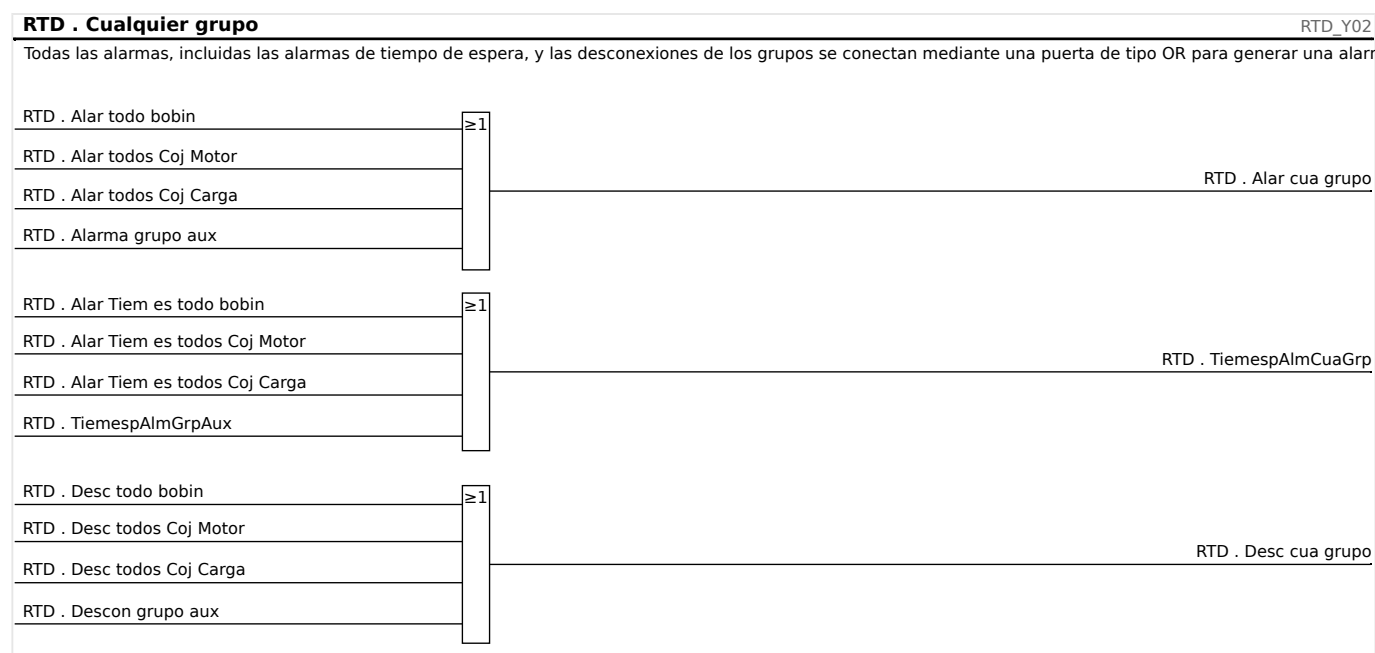 RTD . Cualquier grupo
RTD_Y02
Todas las alarmas, incluidas las alarmas de tiempo de espera, y las desconexiones de los grupos se conectan mediante una puerta de tipo OR para generar una
RTD . Alar todo bobin
≥1
RTD . Alar todos Coj Motor
RTD . Alar cua grupo
RTD . Alar todos Coj Carga
RTD . Alarma grupo aux
RTD . Alar Tiem es todo bobin
≥1
RTD . Alar Tiem es todos Coj Motor
RTD . TiemespAlmCuaGrp
RTD . Alar Tiem es todos Coj Carga
RTD . TiemespAlmGrpAux
RTD . Desc todo bobin
≥1
RTD . Desc todos Coj Motor
RTD . Desc cua grupo
RTD . Desc todos Coj Carga
RTD . Descon grupo aux